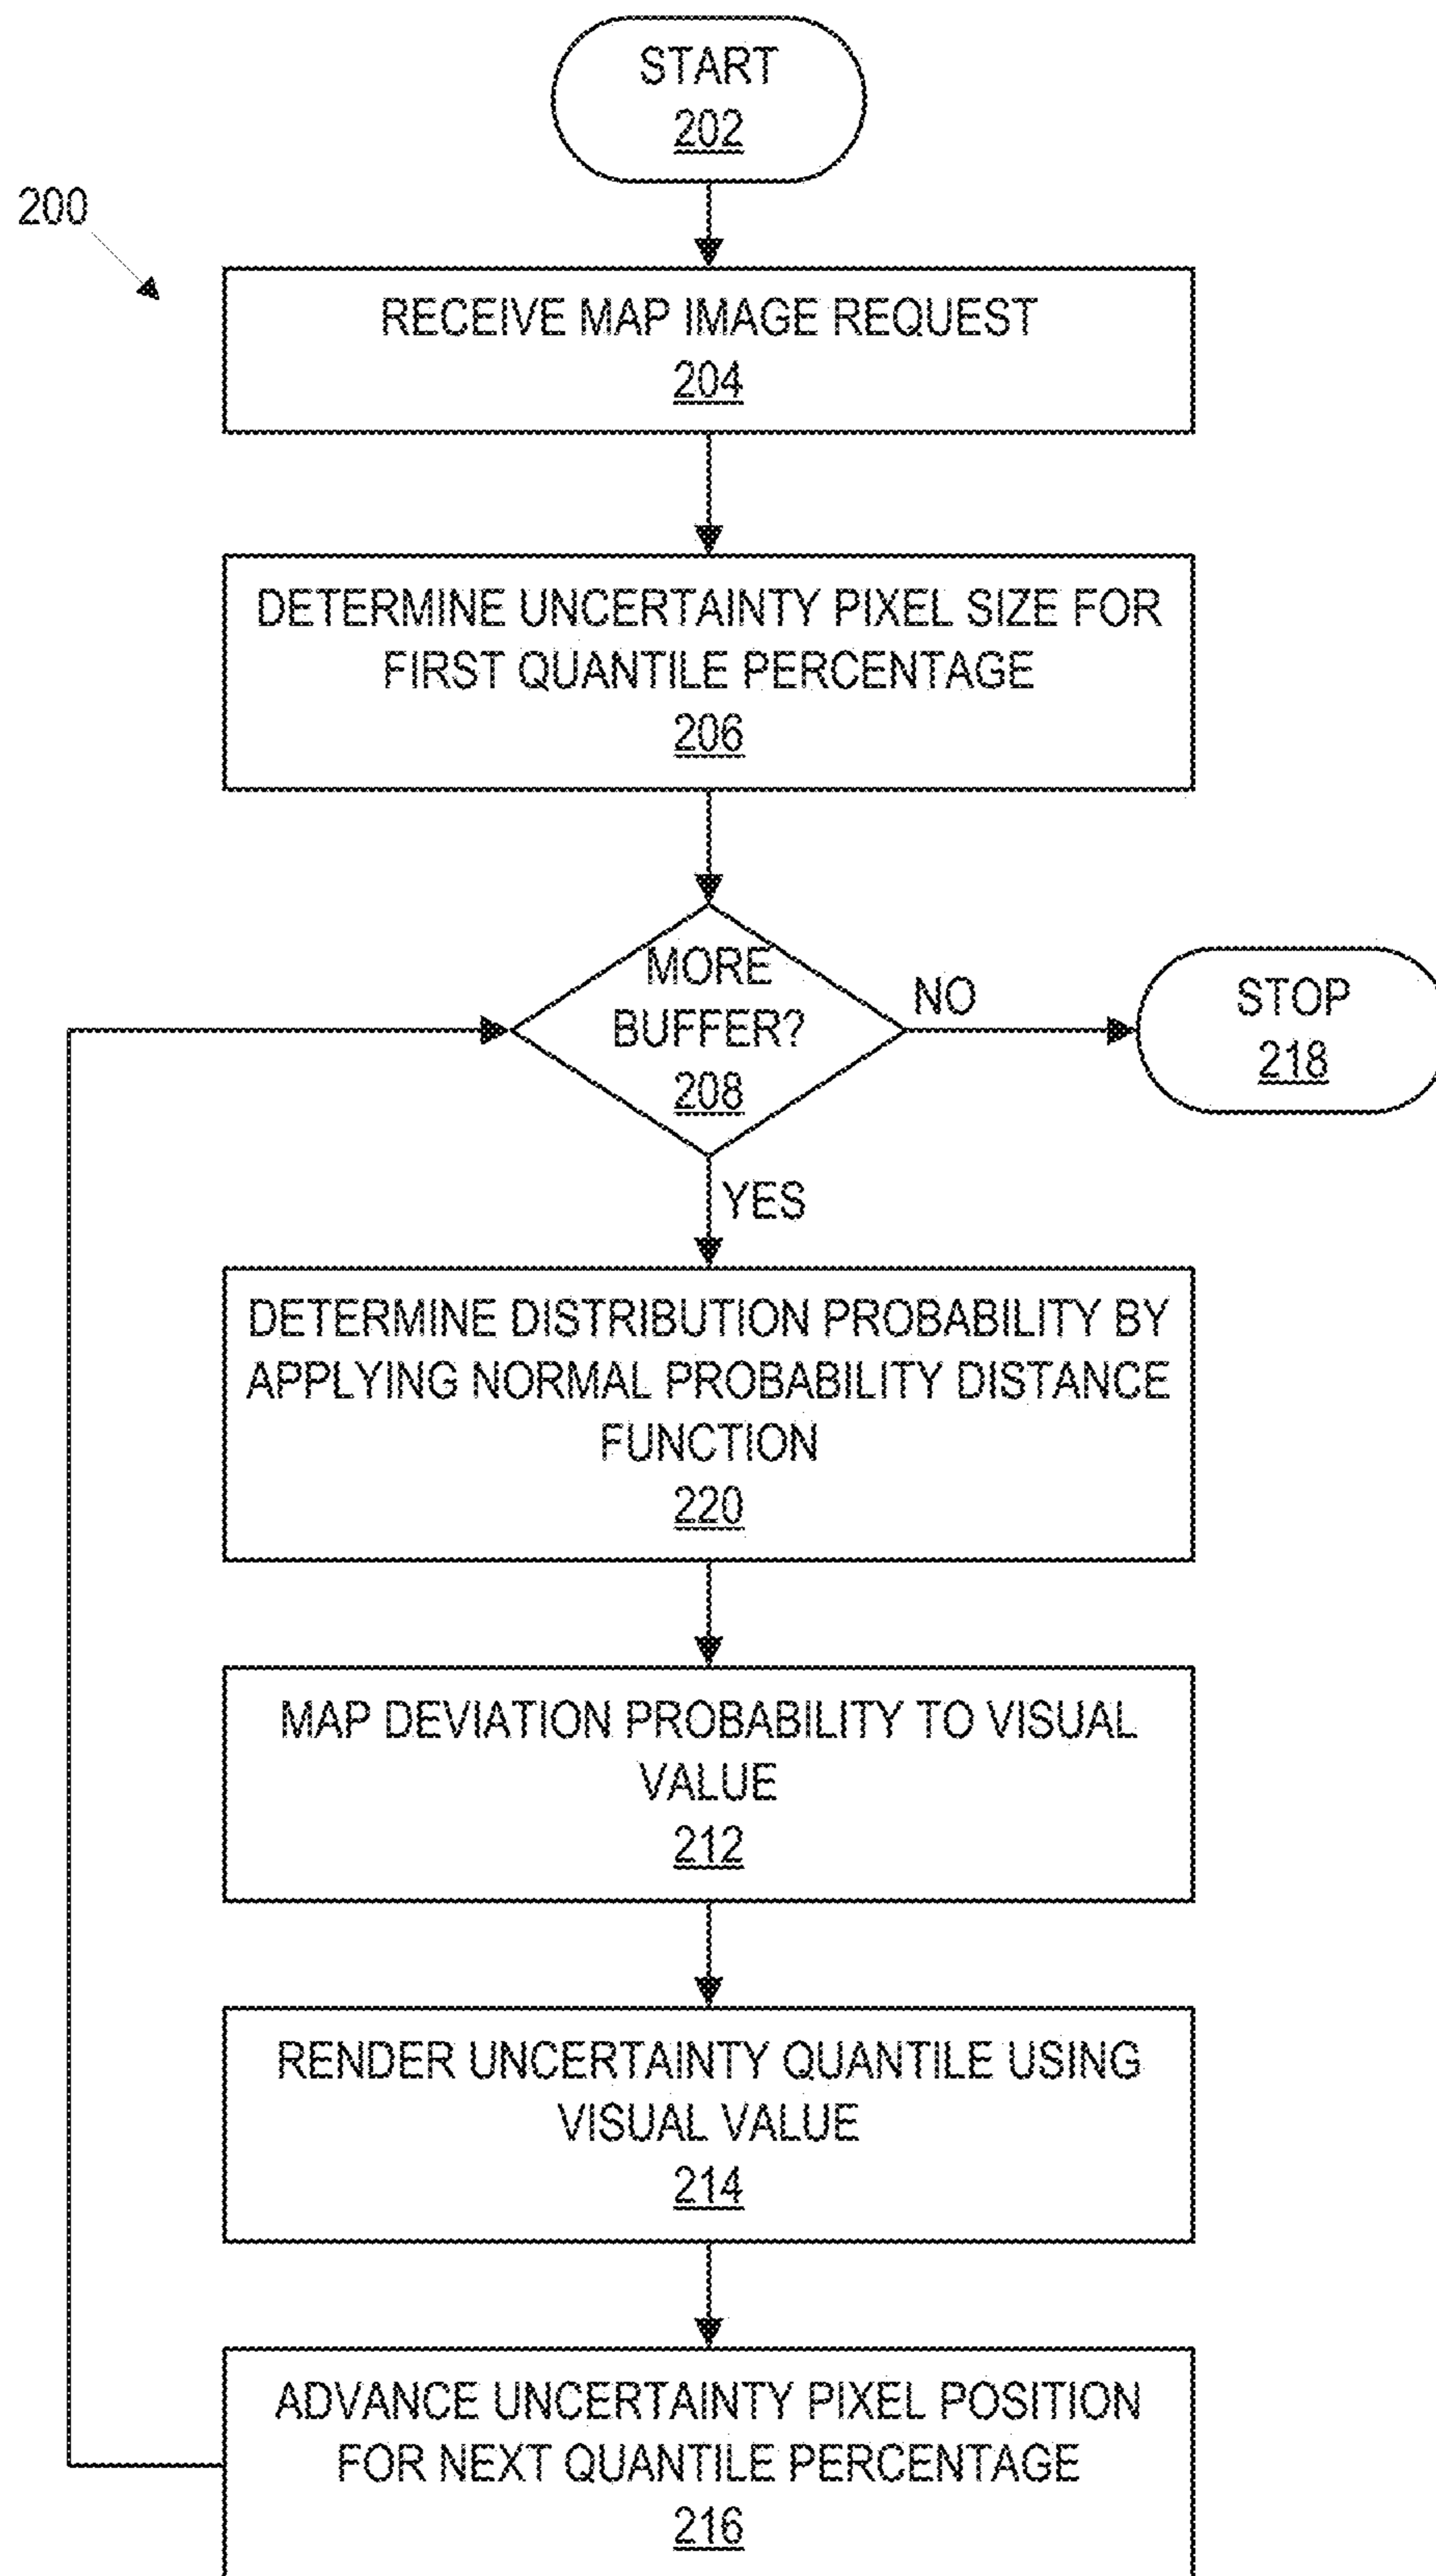 START
202
200
RECEIVE MAP IMAGE REQUEST
204
DETERMINE UNCERTAINTY PIXEL SIZE FOR
FIRST QUANTILE PERCENTAGE
206
MORE
BUFFER?
208
NO
STOP
218
YES
DETERMINE DISTRIBUTION PROBABILITY BY
APPLYING NORMAL PROBABILITY DISTANCE
FUNCTION
220
MAP DEVIATION PROBABILITY TO VISUAL
VALUE
212
RENDER UNCERTAINTY QUANTILE USING
VISUAL VALUE
214
ADVANCE UNCERTAINTY PIXEL POSITION
FOR NEXT QUANTILE PERCENTAGE
216